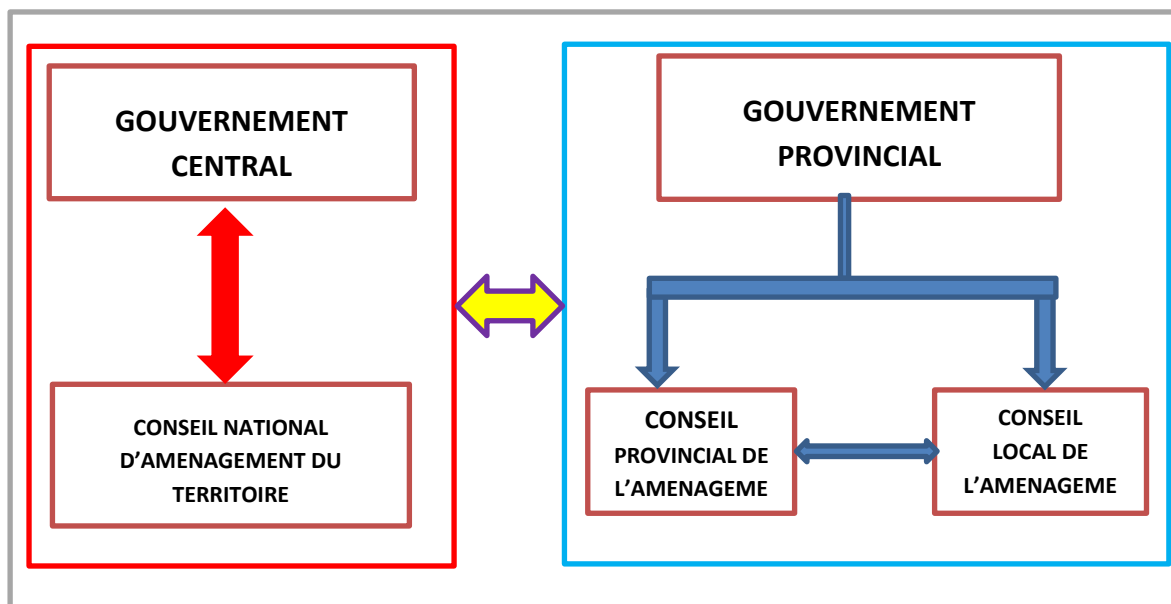 GOUVERNEMENT
CENTRAL
CONSEIL NATIONAL
D'AMENAGEMENT DU
TERRITOIRE
GOUVERNEMENT
PROVINCIAL
CONSEIL
PROVINCIAL DE
L'AMENAGEME
CONSEIL
LOCAL DE
L'AMENAGEME